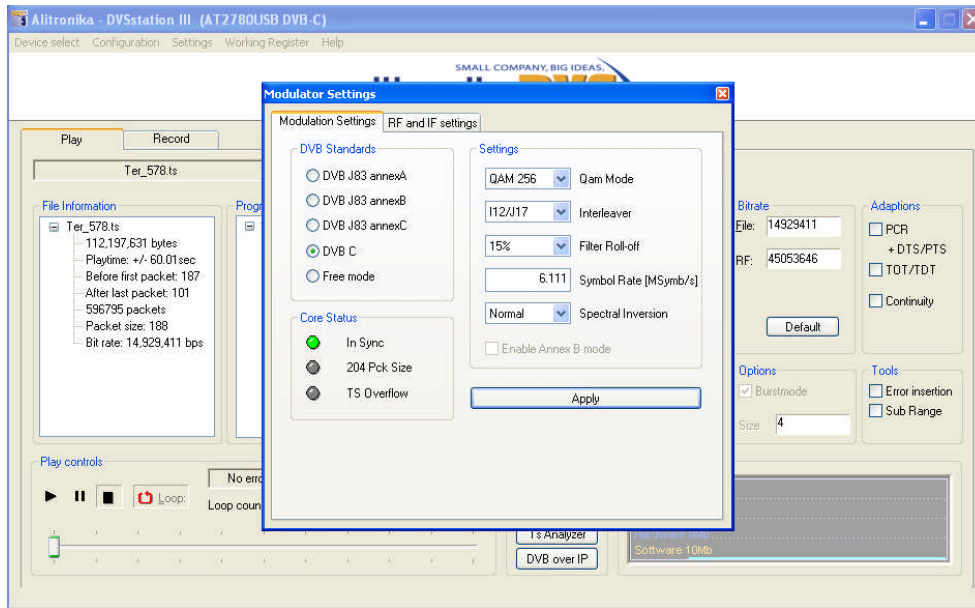 Alitronika - DVSstation III (AT2780USB DVB-C)
Device select Configuration Settings Working Register Help
SMALL COMPANY, BIG IDEAS.
Modulator Settings
Modulation Settings RF and IF settings
Play Record
Ter_578.ts
File Information
Ter_578.ts
112,197,631 bytes
Playtime: +/- 60.01sec
Before first packet: 187
After last packet: 101
596795 packets
Packet size: 188
Bit rate: 14,929,411 bps
DVB Standards
DVB J83 annexA
DVB J83 annexB
DVB J83 annexC
DVB C
Free mode
Core Status
In Sync
204 Pck Size
TS Overflow
Settings
QAM 256 Qam Mode
I12/J17 Interleaver
15% Filter Roll-off
6.111 Symbol Rate [MSymb/s]
Normal Spectral Inversion
Enable Annex B mode
Apply
Bitrate
File: 14929411
RF: 45053646
Default
Adaptions
PCR
+ DTS/PTS
TOT/TDT
Continuity
Options
Burstmode
Size 4
Tools
Error insertion
Sub Range
Play controls
Loop:
No
Loop
Ts Analyzer
DVB over IP
Software 10Mb